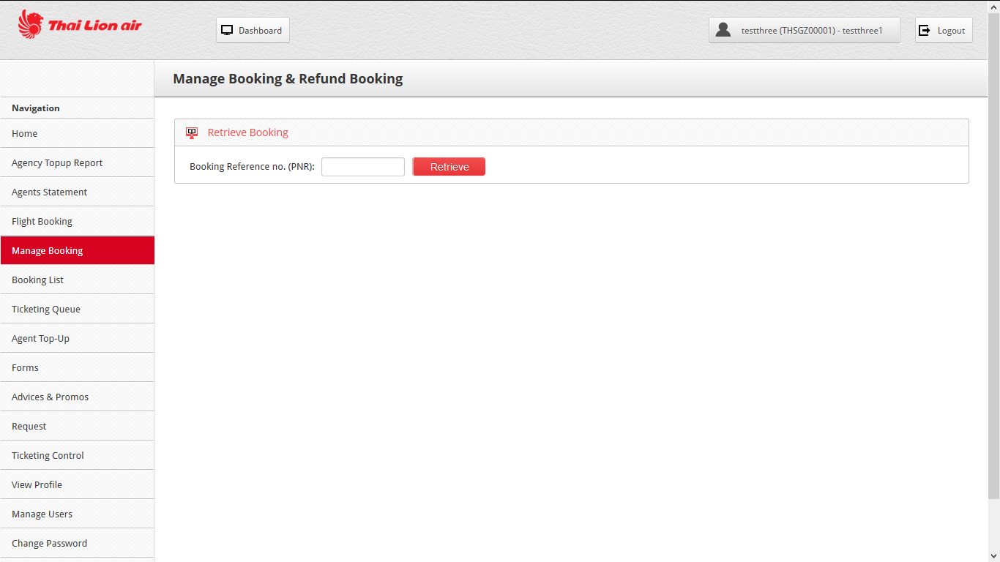 Thai Lion air
Dashboard
testthree (THSGZ00001) - testthree1
Logout
Manage Booking & Refund Booking
Navigation
Home
Agency Topup Report
Agents Statement
Flight Booking
Manage Booking
Booking List
Ticketing Queue
Agent Top-Up
Forms
Advices & Promos
Request
Ticketing Control
View Profile
Manage Users
Change Password
Retrieve Booking
Booking Reference no. (PNR):
Retrieve